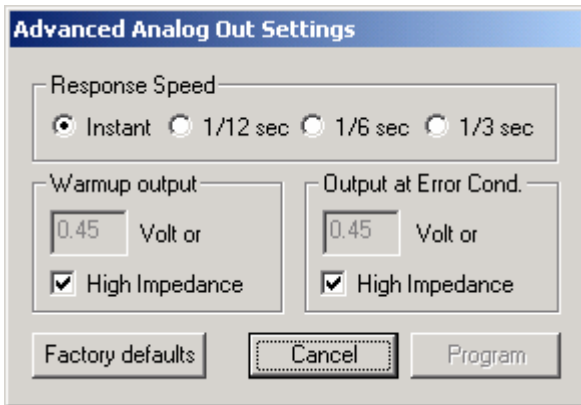 Advanced Analog Out Settings
Response Speed
Instant 1/12 sec 1/6 sec 1/3 sec
Warmup output
0.45 Volt or
High Impedance
Output at Error Cond.
0.45 Volt or
High Impedance
Factory defaults Cancel Program